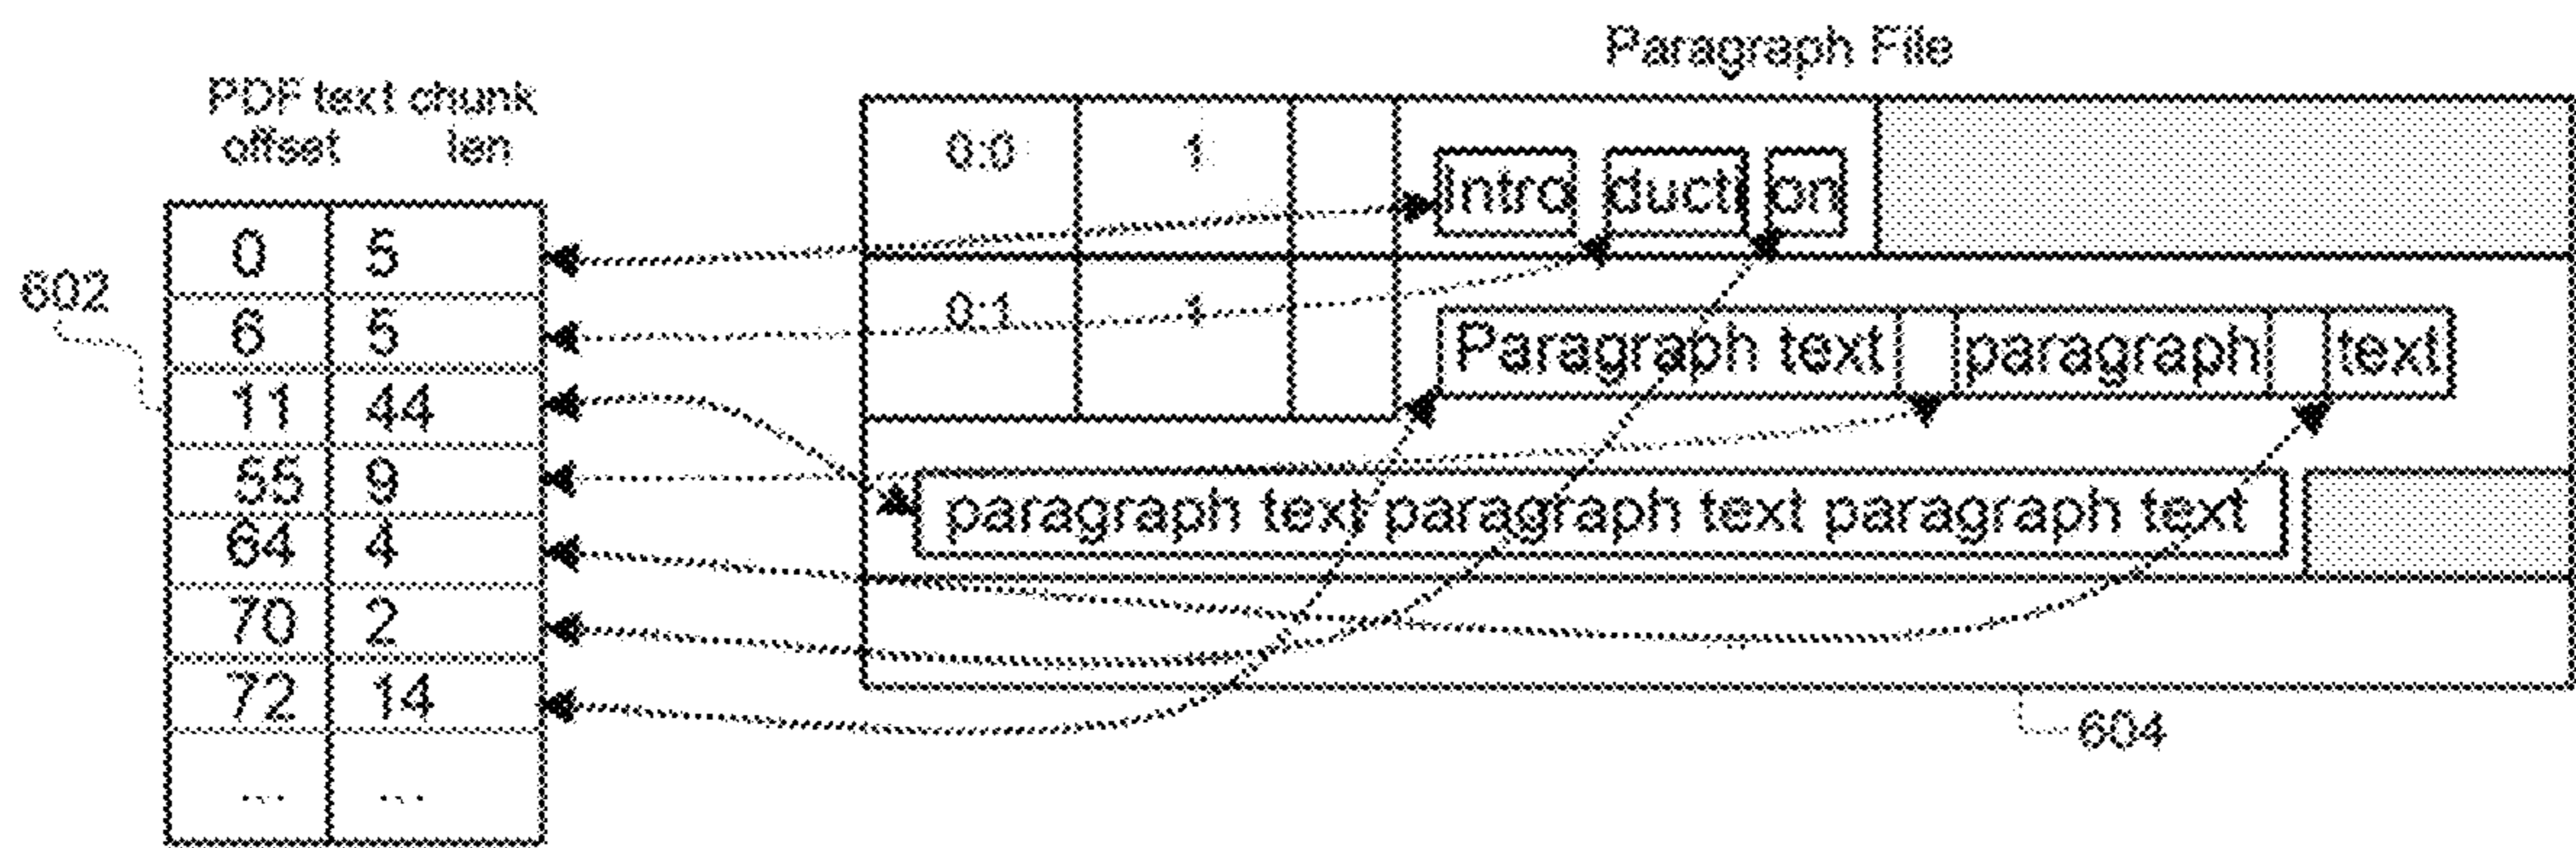 Paragraph File
PDF text chunk
offset len
602
0 5
6 5
11 44
55 9
64 4
70 2
72 14
... ...
0:0 1 Intro ducti on
0:1 1 Paragraph text paragraph text
paragraph text paragraph text paragraph text
604